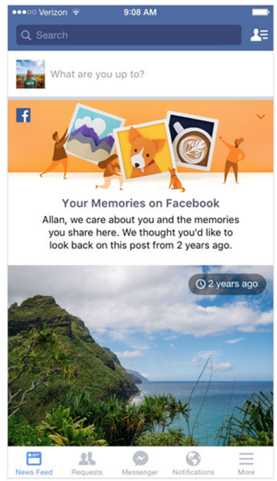 Verizon 9:08 AM
Search
What are you up to?
f
Your Memories on Facebook
Allan, we care about you and the memories
you share here. We thought you'd like to
look back on this post from 2 years ago.
2 years ago
News Feed Requests Messenger Notifications More